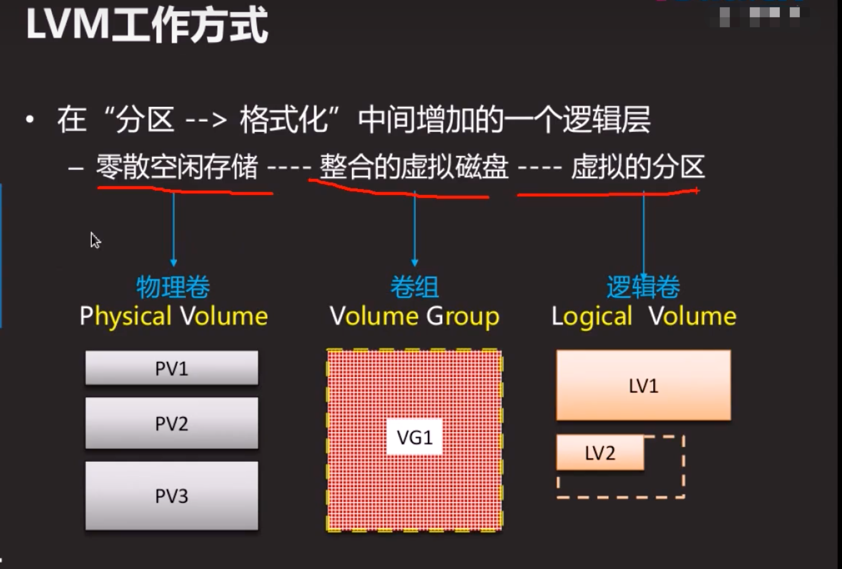 LVM工作方式
• 在“分区 --> 格式化”中间增加的一个逻辑层
– 零散空闲存储 ---- 整合的虚拟磁盘 ---- 虚拟的分区
物理卷 卷组 逻辑卷
Physical Volume Volume Group Logical Volume
PV1
PV2
PV3
VG1
LV1
LV2